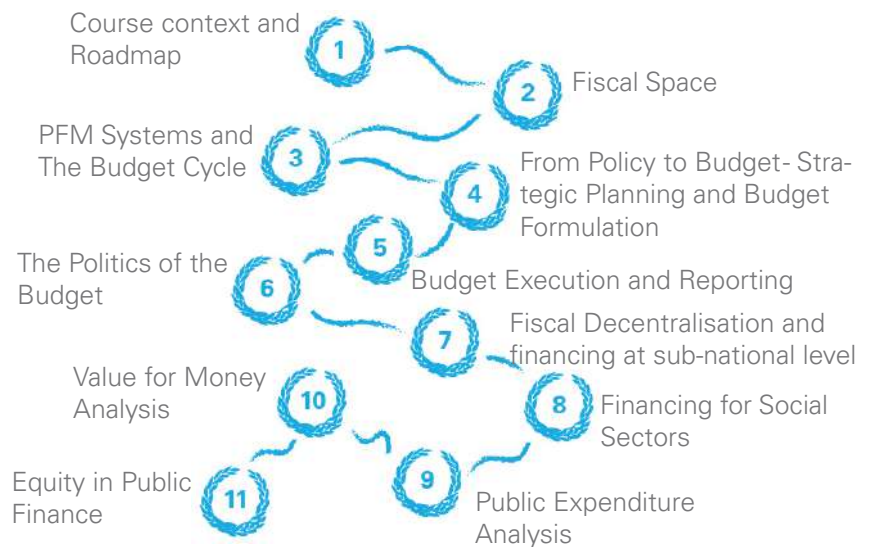 Course context and
Roadmap
1
2
Fiscal Space
PFM Systems and
The Budget Cycle
3
4
From Policy to Budget- Stra-
tegic Planning and Budget
Formulation
5
Budget Execution and Reporting
The Politics of the
Budget
6
7
Fiscal Decentralisation and
financing at sub-national level
8
Financing for Social
Sectors
9
Public Expenditure
Analysis
Value for Money
Analysis
10
Equity in Public
Finance
11